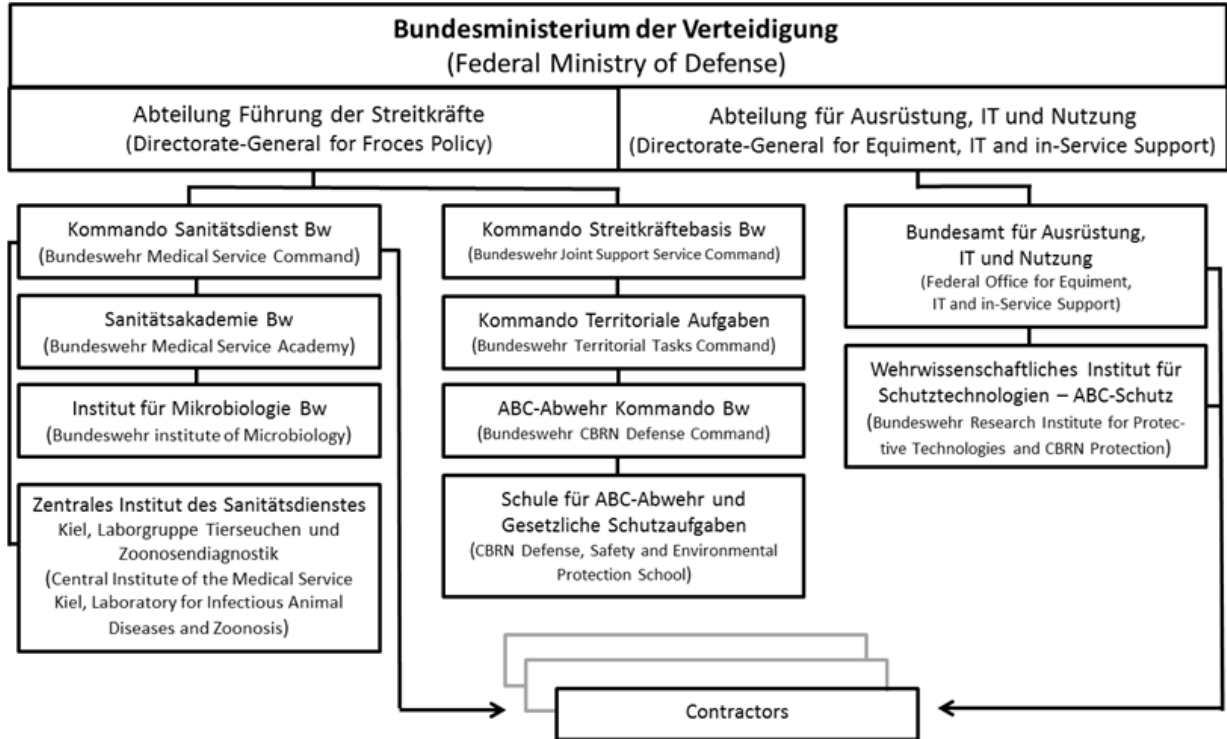 Bundesministerium der Verteidigung
(Federal Ministry of Defense)
Abteilung Führung der Streitkräfte
(Directorate-General for Froces Policy)
Abteilung für Ausrüstung, IT und Nutzung
(Directorate-General for Equiment, IT and in-Service Support)
Kommando Sanitätsdienst Bw
(Bundeswehr Medical Service Command)
Sanitätsakademie Bw
(Bundeswehr Medical Service Academy)
Institut für Mikrobiologie Bw
(Bundeswehr institute of Microbiology)
Zentrales Institut des Sanitätsdienstes
Kiel, Laborgruppe Tierseuchen und
Zoonosendiagnostik
(Central Institute of the Medical Service
Kiel, Laboratory for Infectious Animal
Diseases and Zoonosis)
Kommando Streitkräftebasis Bw
(Bundeswehr Joint Support Service Command)
Kommando Territoriale Aufgaben
(Bundeswehr Territorial Tasks Command)
ABC-Abwehr Kommando Bw
(Bundeswehr CBRN Defense Command)
Schule für ABC-Abwehr und
Gesetzliche Schutzaufgaben
(CBRN Defense, Safety and Environmental
Protection School)
Bundesamt für Ausrüstung,
IT und Nutzung
(Federal Office for Equiment,
IT and in-Service Support)
Wehrwissenschaftliches Institut für
Schutztechnologien – ABC-Schutz
(Bundeswehr Research Institute for Protec-
tive Technologies and CBRN Protection)
Contractors